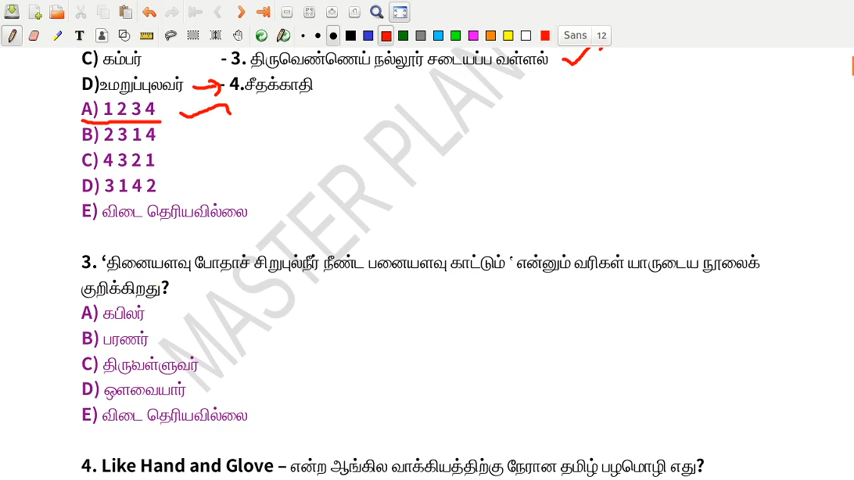 Sans 12
C) கம்பர் - 3. திருவெண்ணெய் நல்லூர் சடையப்ப வள்ளல்
D)உமறுப்புலவர் - 4.சீதக்காதி
A) 1 2 3 4
B) 2 3 1 4
C) 4 3 2 1
D) 3 1 4 2
E) விடை தெரியவில்லை
3. ‘தினையளவு போதாச் சிறுபுல்நீர் நீண்ட பனையளவு காட்டும் ‘ என்னும் வரிகள் யாருடைய நூலைக்
குறிக்கிறது?
A) கபிலர்
B) பரணர்
C) திருவள்ளுவர்
D) ஔவையார்
E) விடை தெரியவில்லை
4. Like Hand and Glove – என்ற ஆங்கில வாக்கியத்திற்கு நேரான தமிழ் பழமொழி எது?
MASTER PLAN